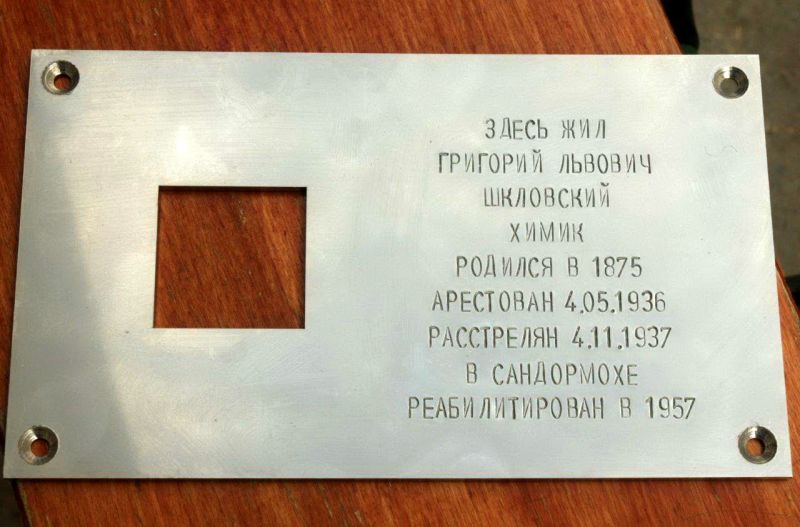 ЗДЕСЬ ЖИЛ
ГРИГОРИЙ ЛЬВОВИЧ
ШКЛОВСКИЙ
ХИМИК
РОДИЛСЯ В 1875
АРЕСТОВАН 4.05.1936
РАССТРЕЛЯН 4.11.1937
В САНДОРМОХЕ
РЕАБИЛИТИРОВАН В 1957